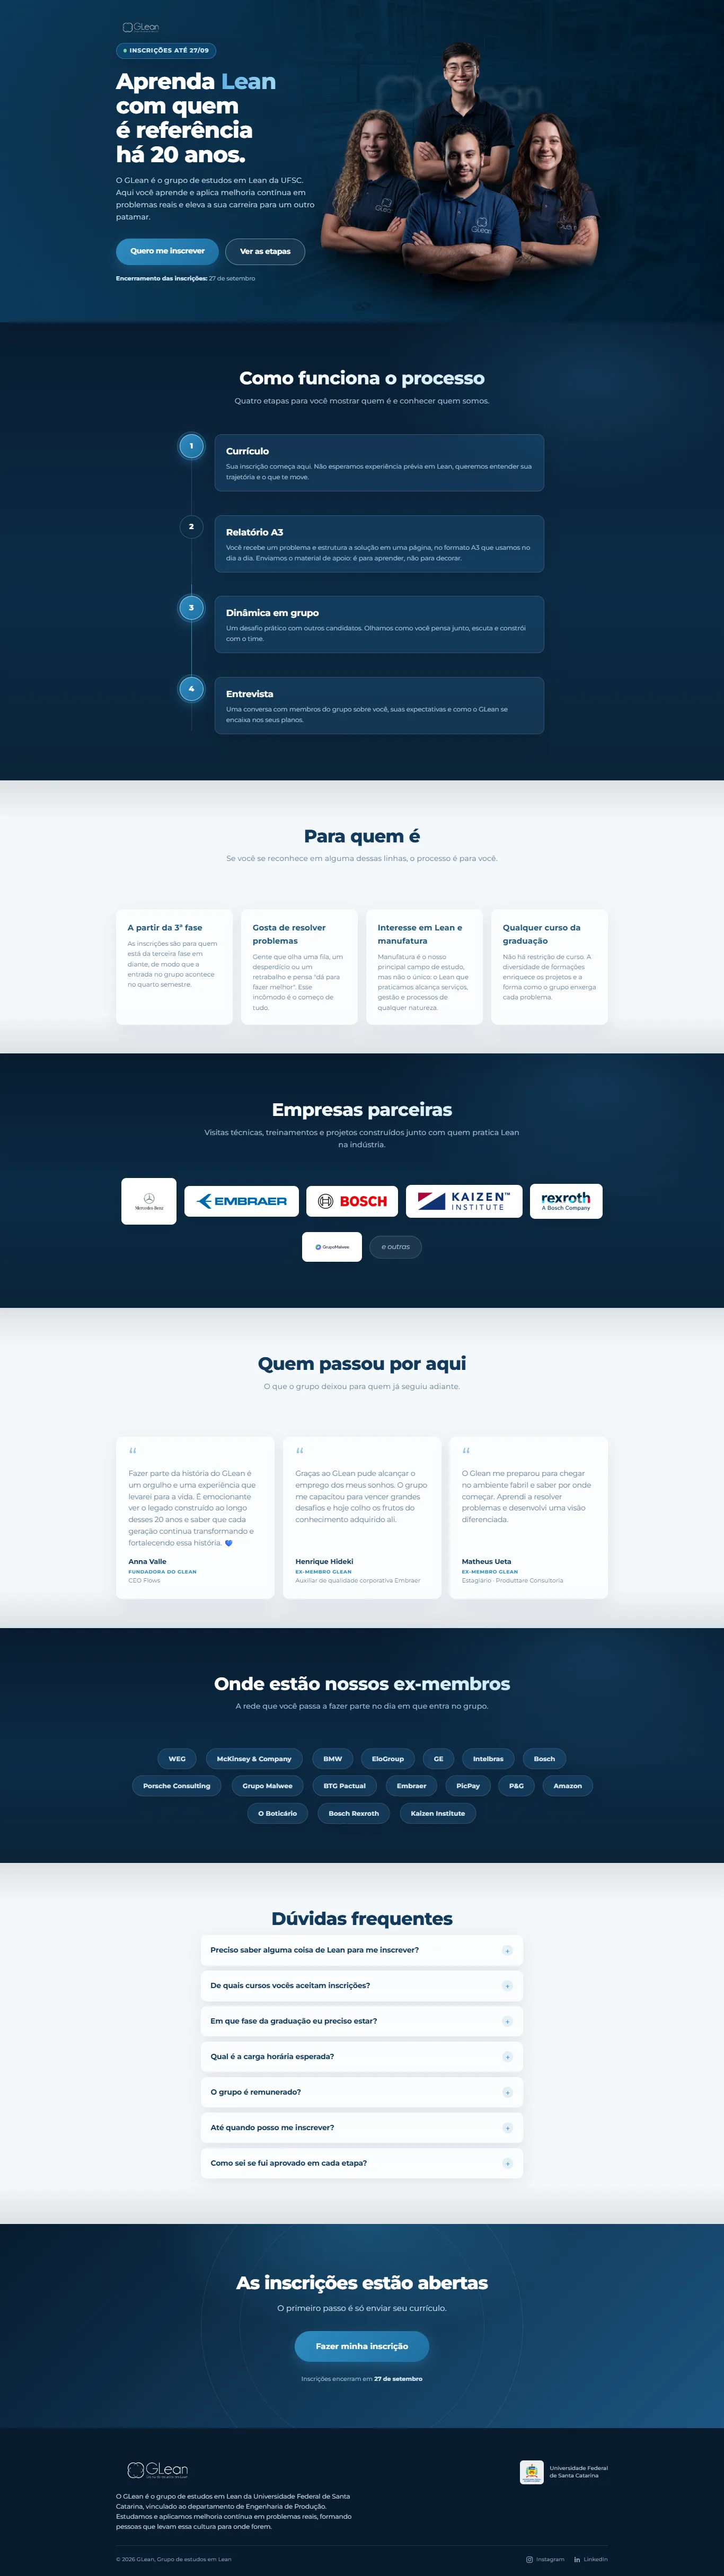 GLean
INSCRIÇÕES ATÉ 27/09
Aprenda Lean
com quem
é referência
há 20 anos.
O GLean é o grupo de estudos em Lean da UFSC.
Aqui você aprende e aplica melhoria contínua em
problemas reais e eleva a sua carreira para um outro
patamar.
Quero me inscrever
Ver as etapas
Encerramento das inscrições: 27 de setembro
Como funciona o processo
Quatro etapas para você mostrar quem é e conhecer quem somos.
1
Currículo
Sua inscrição começa aqui. Não esperamos experiência prévia em Lean, queremos entender sua
trajetória e o que te move.
2
Relatório A3
Você recebe um problema e estrutura a solução em uma página, no formato A3 que usamos no
dia a dia. Enviamos o material de apoio: é para aprender, não para decorar.
3
Dinâmica em grupo
Um desafio prático com outros candidatos. Olhamos como você pensa junto, escuta e constrói
com o time.
4
Entrevista
Uma conversa com membros do grupo sobre você, suas expectativas e como o GLean se
encaixa nos seus planos.
Para quem é
Se você se reconhece em alguma dessas linhas, o processo é para você.
A partir da 3ª fase
As inscrições são para quem
está da terceira fase em
diante, de modo que a
entrada no grupo acontece
no quarto semestre.
Gosta de resolver
problemas
Gente que olha uma fila, um
desperdício ou um
retrabalho e pensa "dá para
fazer melhor". Esse
incômodo é o começo de
tudo.
Interesse em Lean e
manufatura
Manufatura é o nosso
principal campo de estudo,
mas não o único: o Lean que
praticamos alcança serviços,
gestão e processos de
qualquer natureza.
Qualquer curso da
graduação
Não há restrição de curso. A
diversidade de formações
enriquece os projetos e a
forma como o grupo enxerga
cada problema.
Empresas parceiras
Visitas técnicas, treinamentos e projetos construídos junto com quem pratica Lean
na indústria.
Mercedes-Benz
EMBRAER
BOSCH
KAIZEN™
INSTITUTE
rexroth
A Bosch Company
GrupoMalwee
e outras
Quem passou por aqui
O que o grupo deixou para quem já seguiu adiante.
“
Fazer parte da história do GLean é
um orgulho e uma experiência que
levarei para a vida. É emocionante
ver o legado construído ao longo
desses 20 anos e saber que cada
geração continua transformando e
fortalecendo essa história. 💙
Anna Valle
FUNDADORA DO GLEAN
CEO Flows
“
Graças ao GLean pude alcançar o
emprego dos meus sonhos. O grupo
me capacitou para vencer grandes
desafios e hoje colho os frutos do
conhecimento adquirido ali.
Henrique Hideki
EX-MEMBRO GLEAN
Auxiliar de qualidade corporativa Embraer
“
O Glean me preparou para chegar
no ambiente fabril e saber por onde
começar. Aprendi a resolver
problemas e desenvolvi uma visão
diferenciada.
Matheus Ueta
EX-MEMBRO GLEAN
Estagiário · Produttare Consultoria
Onde estão nossos ex-membros
A rede que você passa a fazer parte no dia em que entra no grupo.
WEG
McKinsey & Company
BMW
EloGroup
GE
Intelbras
Bosch
Porsche Consulting
Grupo Malwee
BTG Pactual
Embraer
PicPay
P&G
Amazon
O Boticário
Bosch Rexroth
Kaizen Institute
Dúvidas frequentes
Preciso saber alguma coisa de Lean para me inscrever? +
De quais cursos vocês aceitam inscrições? +
Em que fase da graduação eu preciso estar? +
Qual é a carga horária esperada? +
O grupo é remunerado? +
Até quando posso me inscrever? +
Como sei se fui aprovado em cada etapa? +
As inscrições estão abertas
O primeiro passo é só enviar seu currículo.
Fazer minha inscrição
Inscrições encerram em 27 de setembro
GLean
Universidade Federal
de Santa Catarina
O GLean é o grupo de estudos em Lean da Universidade Federal de Santa
Catarina, vinculado ao departamento de Engenharia de Produção.
Estudamos e aplicamos melhoria contínua em problemas reais, formando
pessoas que levam essa cultura para onde forem.
© 2026 GLean, Grupo de estudos em Lean
Instagram
LinkedIn